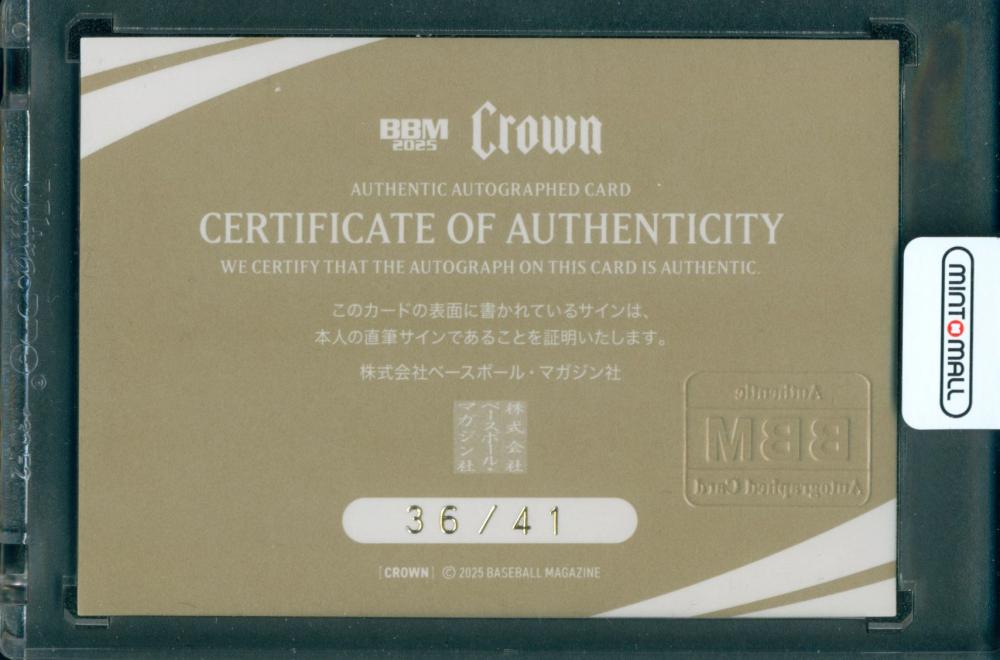 BBM
2025
Crown
AUTHENTIC AUTOGRAPHED CARD
CERTIFICATE OF AUTHENTICITY
WE CERTIFY THAT THE AUTOGRAPH ON THIS CARD IS AUTHENTIC.
このカードの表面に書かれているサインは、
本人の直筆サインであることを証明いたします。
株式会社ベースボール・マガジン社
株式会社
ベースボール・
マガジン社
Authentic
BBM
Autographed Card
36/41
[CROWN] ©2025 BASEBALL MAGAZINE
MINT MALL